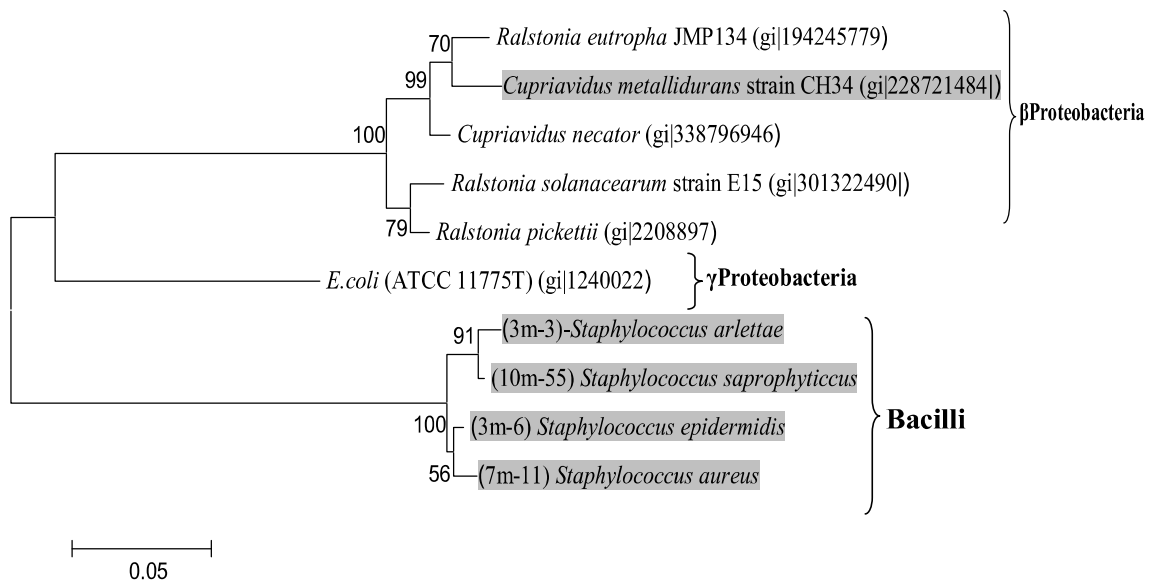 70
Ralstonia eutropha JMP134 (gi|194245779)
99
Cupriavidus metallidurans strain CH34 (gi|228721484|)
βProteobacteria
100
Cupriavidus necator (gi|338796946)
Ralstonia solanacearum strain E15 (gi|301322490|)
79
Ralstonia pickettii (gi|2208897)
E.coli (ATCC 11775T) (gi|1240022)
γProteobacteria
91
(3m-3)-Staphylococcus arlettae
(10m-55) Staphylococcus saprophyticcus
100
(3m-6) Staphylococcus epidermidis
Bacilli
56
(7m-11) Staphylococcus aureus
0.05